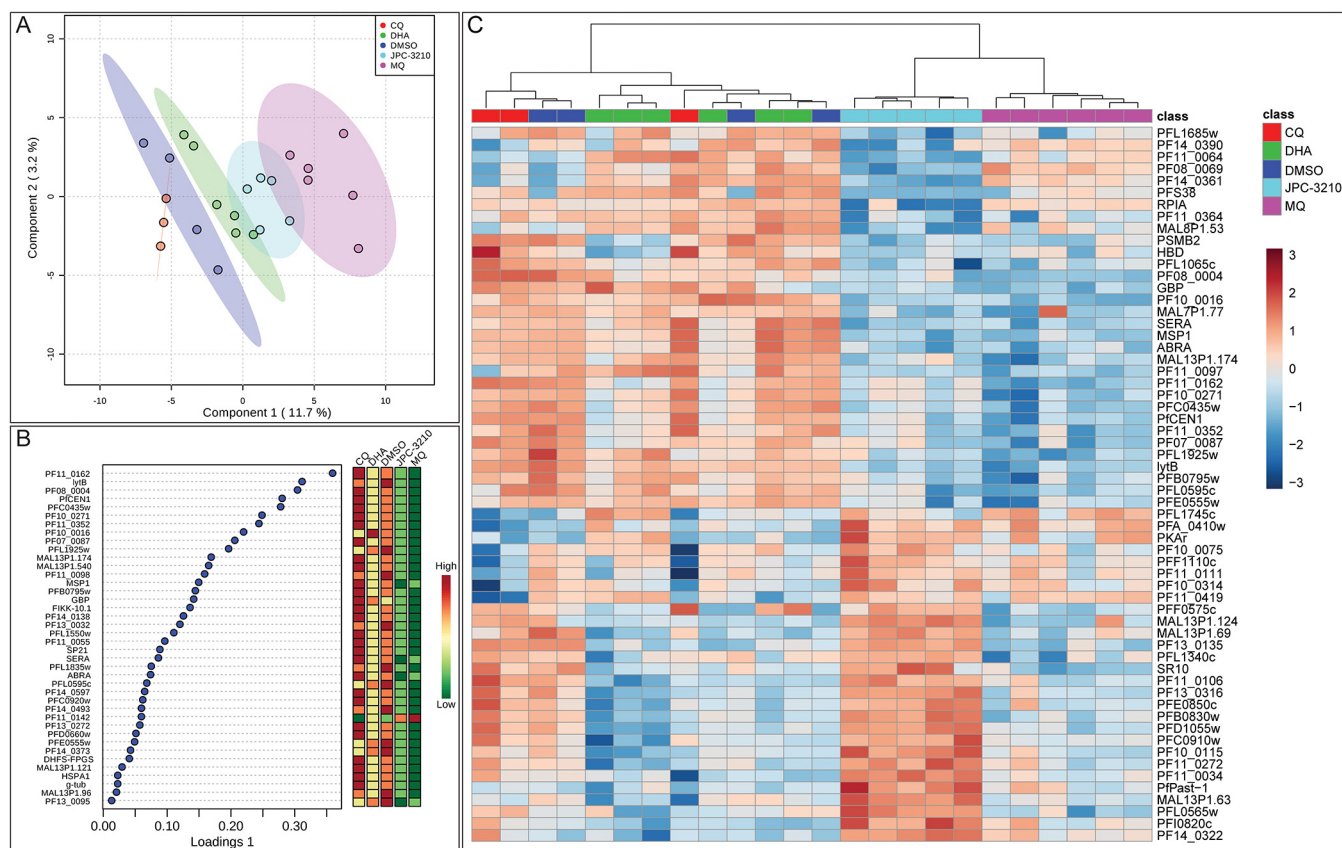 A
CQ
DHA
DMSO
JPC-3210
MQ
10
5
0
-5
-10
-10
-5
0
5
10
Component 2 ( 3.2 %)
Component 1 ( 11.7 %)
B
CQ
DHA
DMSO
JPC-3210
MQ
PF11_0162
lytB
PF08_0004
PfCEN1
PFC0435w
PF10_0271
PF11_0352
PF10_0016
PF07_0087
PFL1925w
MAL13P1.174
MAL13P1.540
PF11_0098
MSP1
PFB0795w
GBP
FIKK-10.1
PF14_0138
PF13_0032
PFL1550w
PF11_0055
SP21
SERA
PFL1835w
ABRA
PFL0595c
PF14_0597
PFC0920w
PF14_0493
PF11_0142
PF13_0272
PFD0660w
PFE0555w
PF14_0373
DHFS-FPGS
MAL13P1.121
HSPA1
g-tub
MAL13P1.96
PF13_0095
0.00
0.10
0.20
0.30
Loadings 1
High
Low
C
class
PFL1685w
PF14_0390
PF11_0064
PF08_0069
PF14_0361
PFS38
RPIA
PF11_0364
MAL8P1.53
PSMB2
HBD
PFL1065c
PF08_0004
GBP
PF10_0016
MAL7P1.77
SERA
MSP1
ABRA
MAL13P1.174
PF11_0097
PF11_0162
PF10_0271
PFC0435w
PfCEN1
PF11_0352
PF07_0087
PFL1925w
lytB
PFB0795w
PFL0595c
PFE0555w
PFL1745c
PFA_0410w
PKAr
PF10_0075
PFF1110c
PF11_0111
PF10_0314
PF11_0419
PFF0575c
MAL13P1.124
MAL13P1.69
PF13_0135
PFL1340c
SR10
PF11_0106
PF13_0316
PFE0850c
PFB0830w
PFD1055w
PFC0910w
PF10_0115
PF11_0272
PF11_0034
PfPast-1
MAL13P1.63
PFL0565w
PFI0820c
PF14_0322
class
CQ
DHA
DMSO
JPC-3210
MQ
3
2
1
0
−1
−2
−3